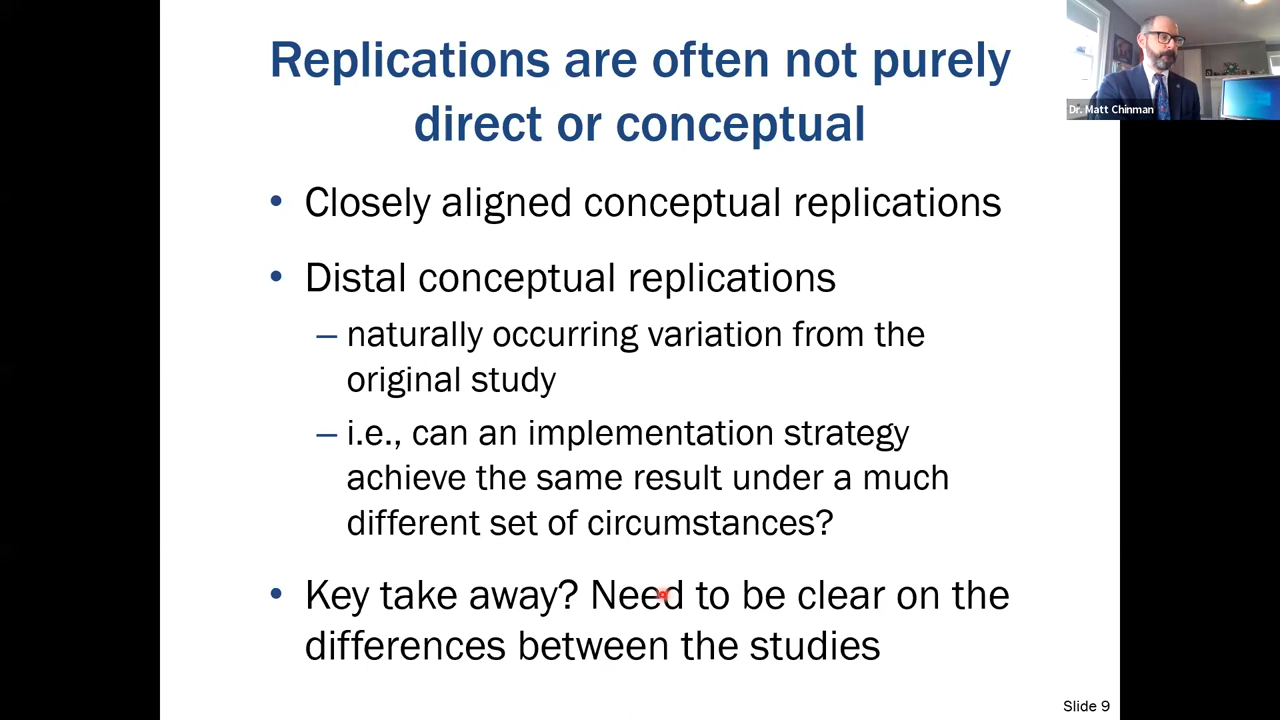 Replications are often not purely
direct or conceptual
• Closely aligned conceptual replications
• Distal conceptual replications
– naturally occurring variation from the
original study
– i.e., can an implementation strategy
achieve the same result under a much
different set of circumstances?
• Key take away? Need to be clear on the
differences between the studies
Dr. Matt Chinman
Slide 9